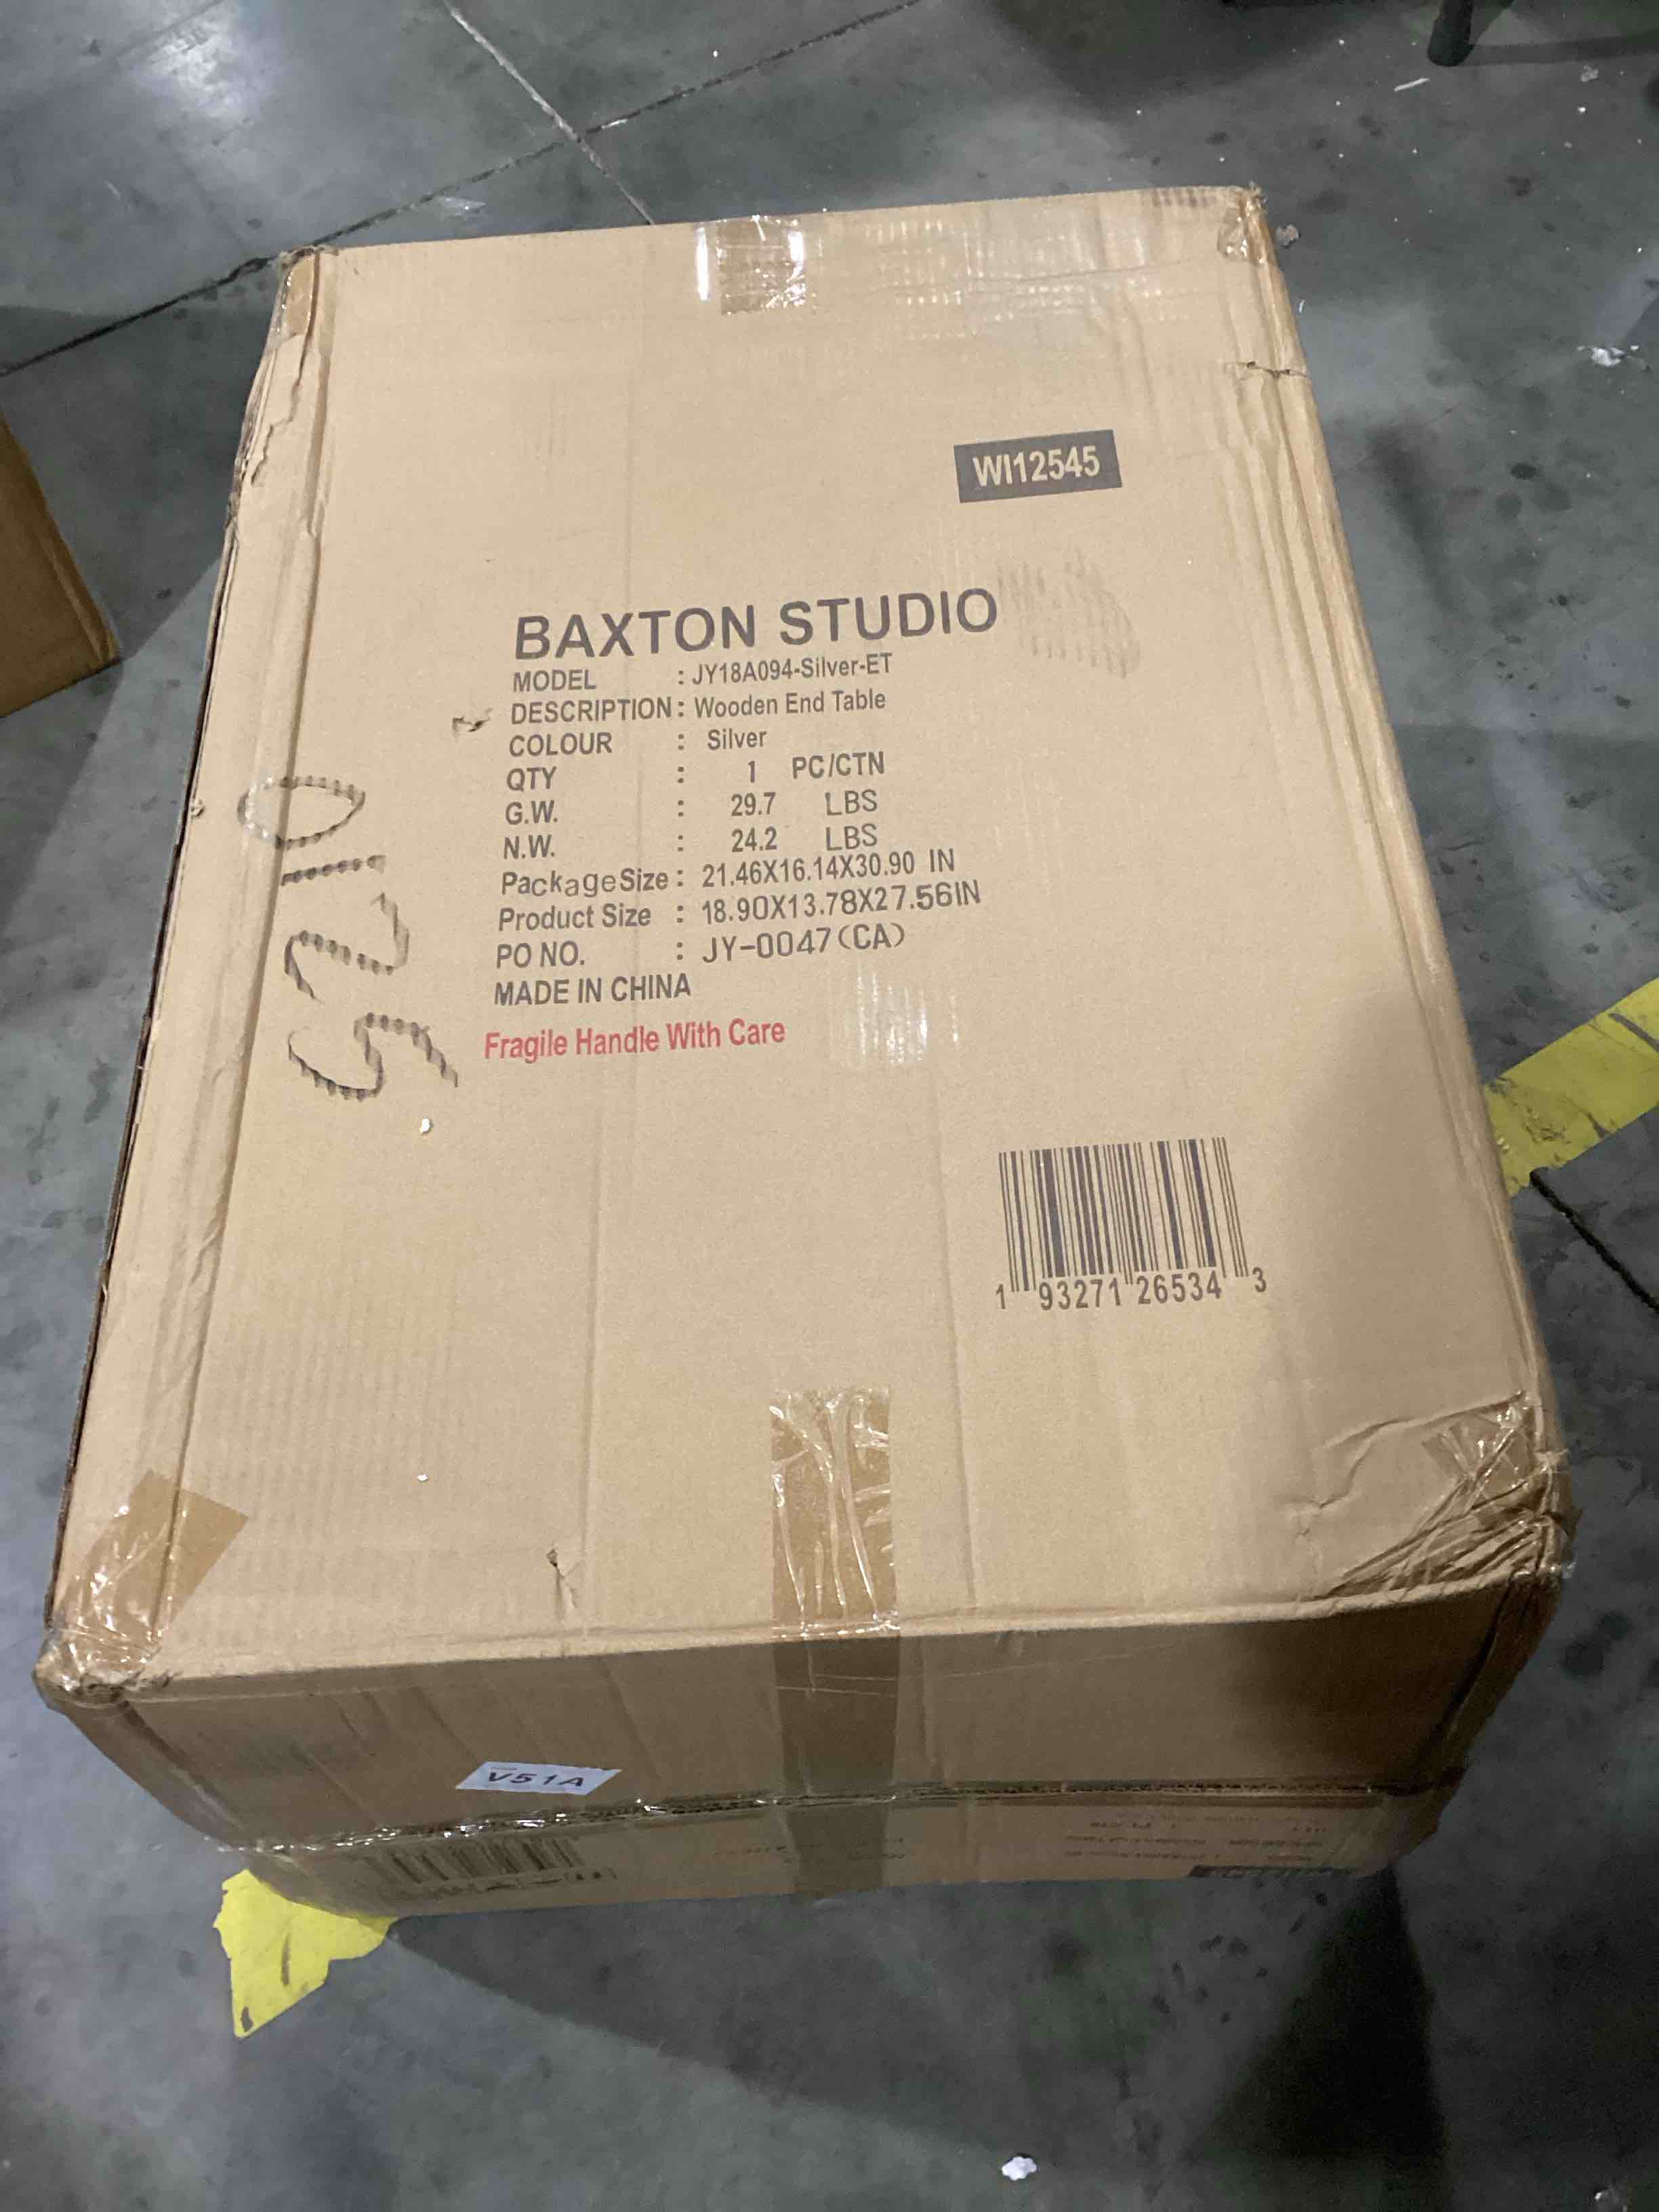 WI12545
BAXTON STUDIO
MODEL : JY18A094-Silver-ET
DESCRIPTION : Wooden End Table
COLOUR : Silver
QTY : 1 PC/CTN
G.W. : 29.7 LBS
N.W. : 24.2 LBS
PackageSize : 21.46X16.14X30.90 IN
Product Size : 18.90X13.78X27.56IN
PO NO. : JY-0047(CA)
MADE IN CHINA
Fragile Handle With Care
5210
1 93271 26534 3
V51A